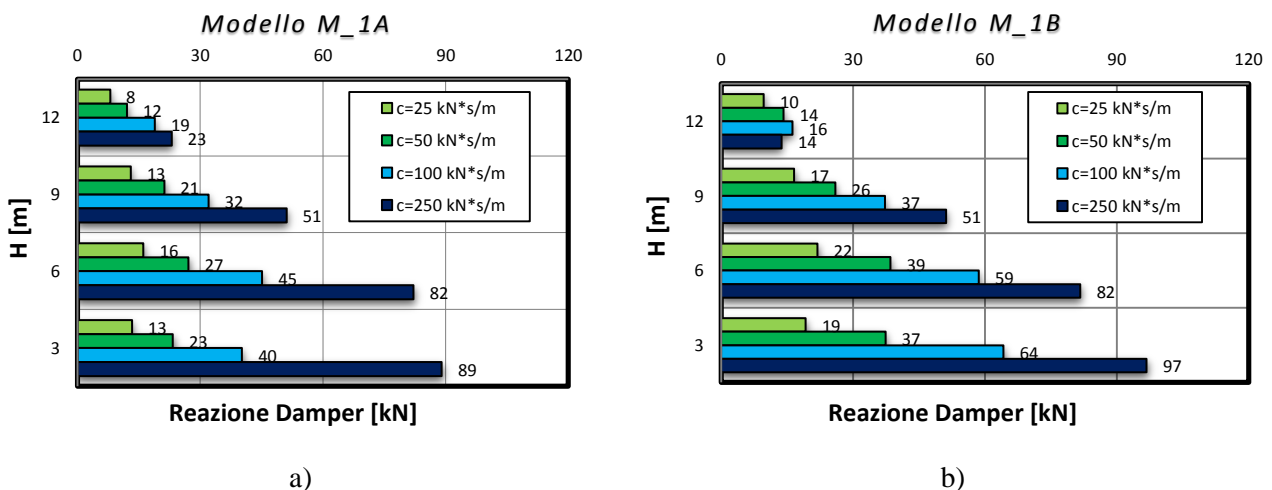 Modello M_1A
0 30 60 90 120
H [m]
12
8
12
19
23
9
13
21
32
51
6
16
27
45
82
3
13
23
40
89
c=25 kN*s/m
c=50 kN*s/m
c=100 kN*s/m
c=250 kN*s/m
Reazione Damper [kN]
a)
Modello M_1B
0 30 60 90 120
H [m]
12
10
14
16
14
9
17
26
37
51
6
22
39
59
82
3
19
37
64
97
c=25 kN*s/m
c=50 kN*s/m
c=100 kN*s/m
c=250 kN*s/m
Reazione Damper [kN]
b)